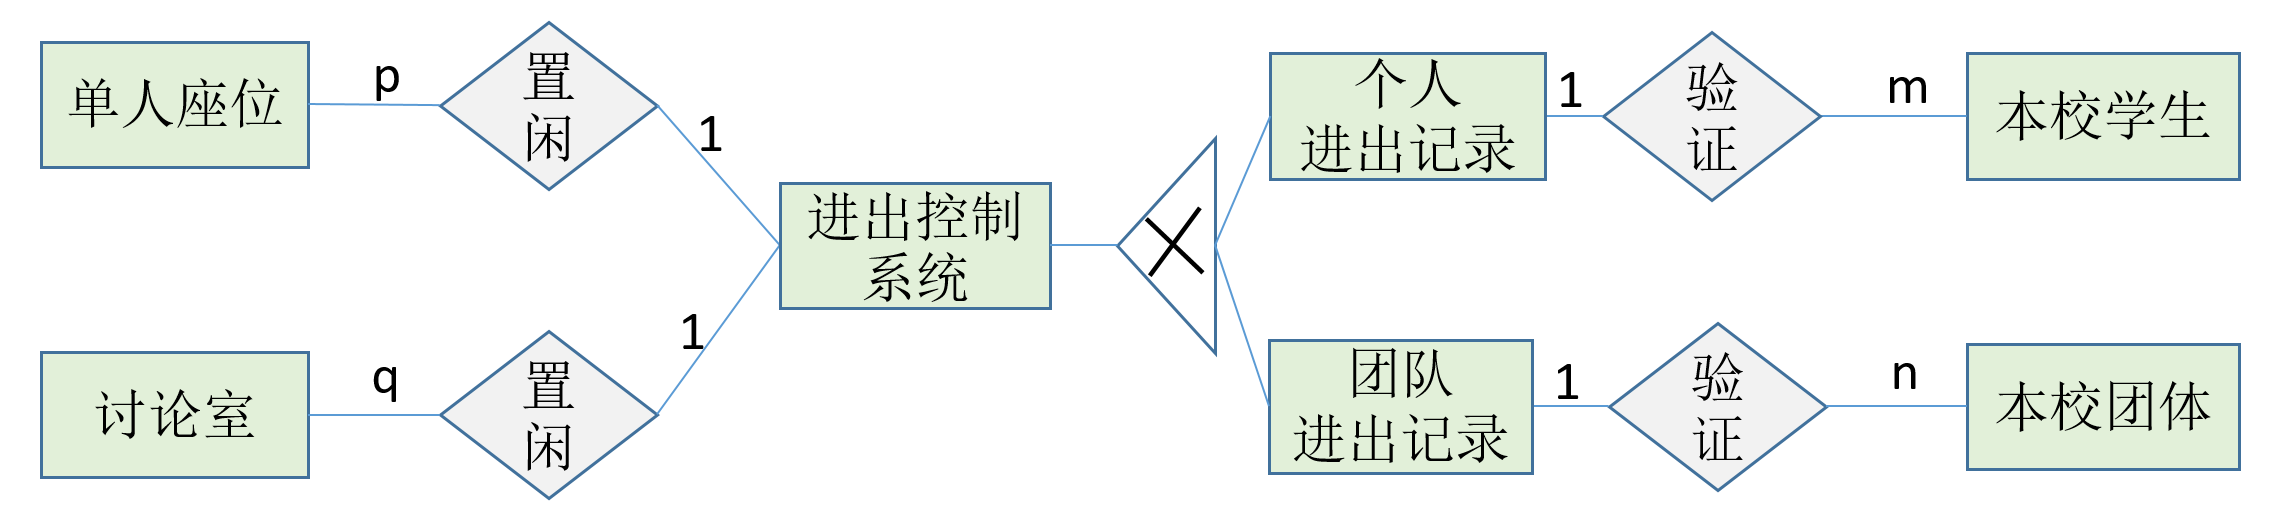 单人座位
p
置
闲
1
进出控制
系统
讨论室
q
置
闲
1
个人
进出记录
1
验
证
m
本校学生
团队
进出记录
1
验
证
n
本校团体